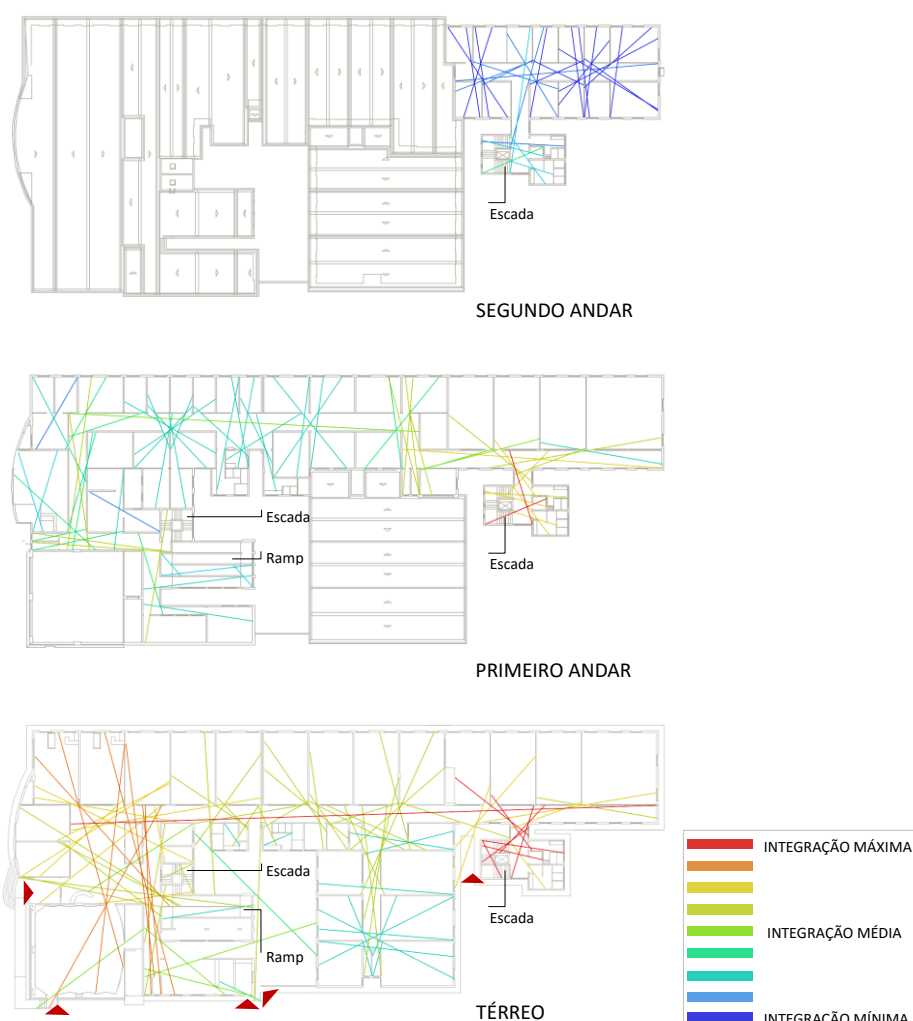 Escada
SEGUNDO ANDAR
Escada
Ramp
Escada
PRIMEIRO ANDAR
Escada
Ramp
Escada
TÉRREO
INTEGRAÇÃO MÁXIMA
INTEGRAÇÃO MÉDIA
INTEGRAÇÃO MÍNIMA